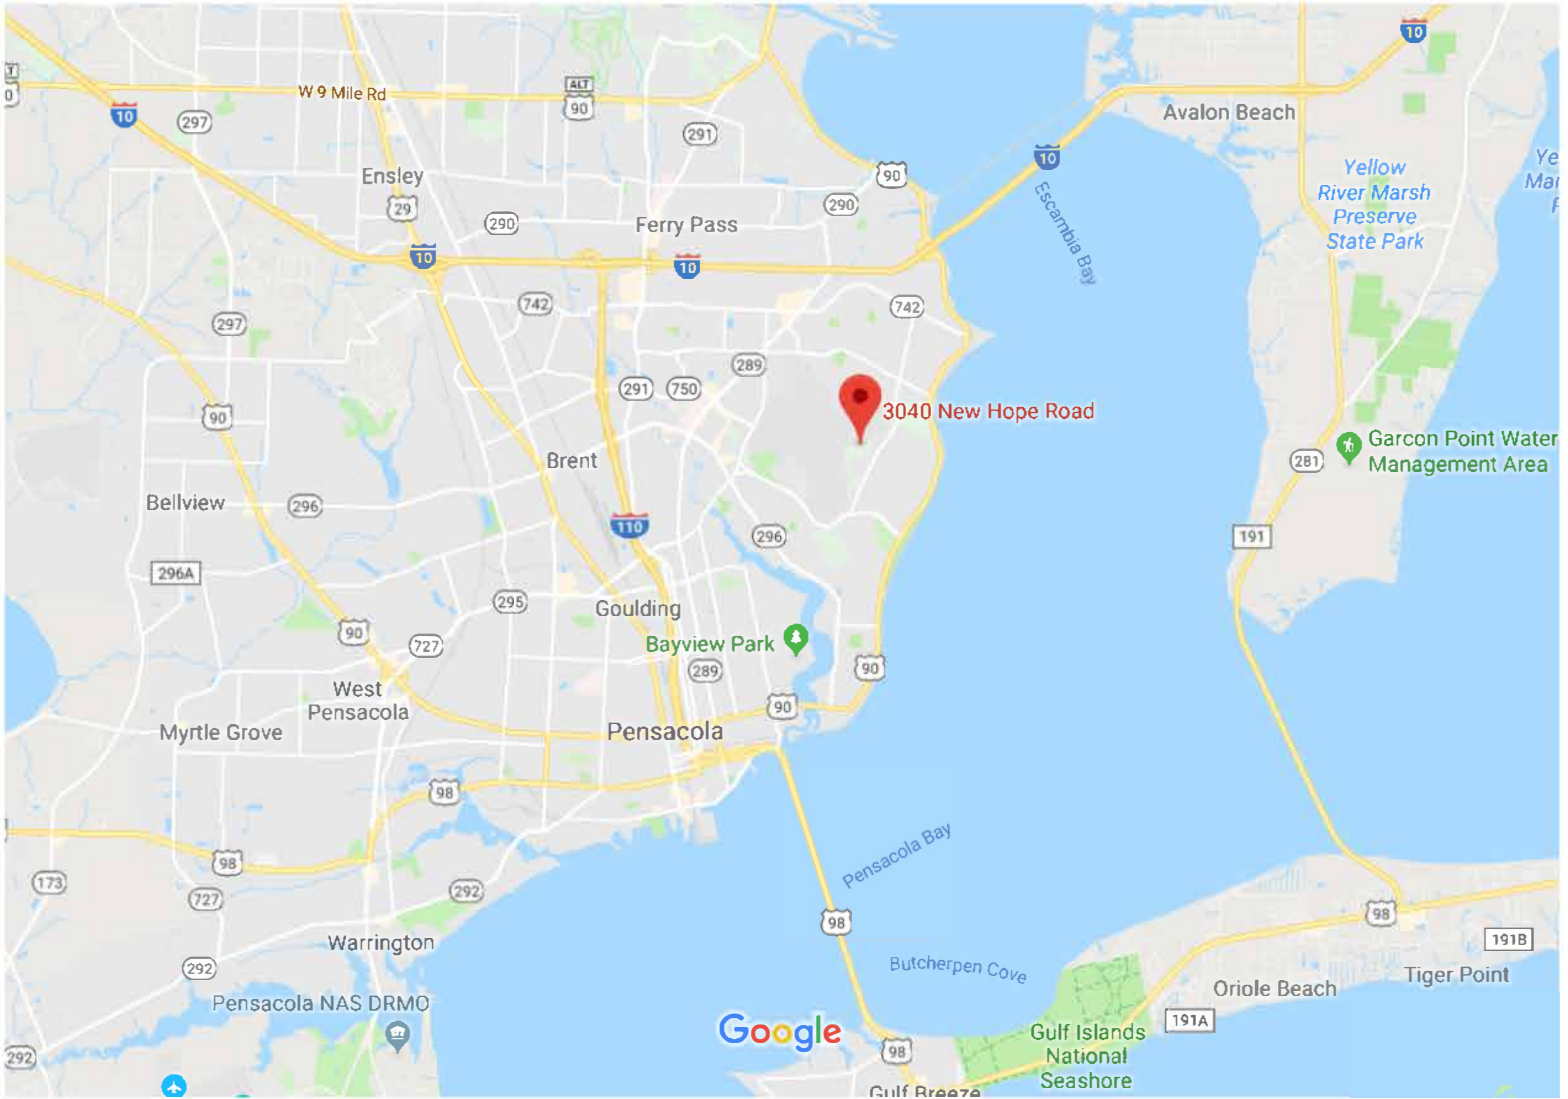 10
W 9 Mile Rd
ALT
90
T
0
10
297
291
Avalon Beach
Ensley
90
10
Yellow
River Marsh
Preserve
State Park
Ye
Mar
29
290
290
Ferry Pass
Escambia Bay
10
10
742
742
297
289
291
750
90
3040 New Hope Road
Garcon Point Water
Management Area
281
Brent
Bellview
296
110
296
191
296A
295
Goulding
90
727
Bayview Park
289
90
West
Pensacola
90
Myrtle Grove
Pensacola
98
Pensacola Bay
98
173
727
292
98
98
Warrington
191B
292
Butcherpen Cove
Tiger Point
Oriole Beach
Pensacola NAS DRMO
191A
Google
Gulf Islands
National
Seashore
292
98
Gulf Breeze